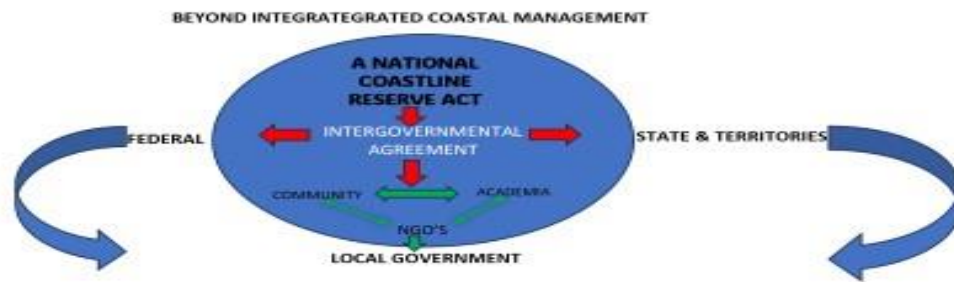 BEYOND INTEGRATEGRATED COASTAL MANAGEMENT
A NATIONAL
COASTLINE
RESERVE ACT
FEDERAL
INTERGOVERNMENTAL
AGREEMENT
STATE & TERRITORIES
COMMUNITY
ACADEMIA
NGO'S
LOCAL GOVERNMENT